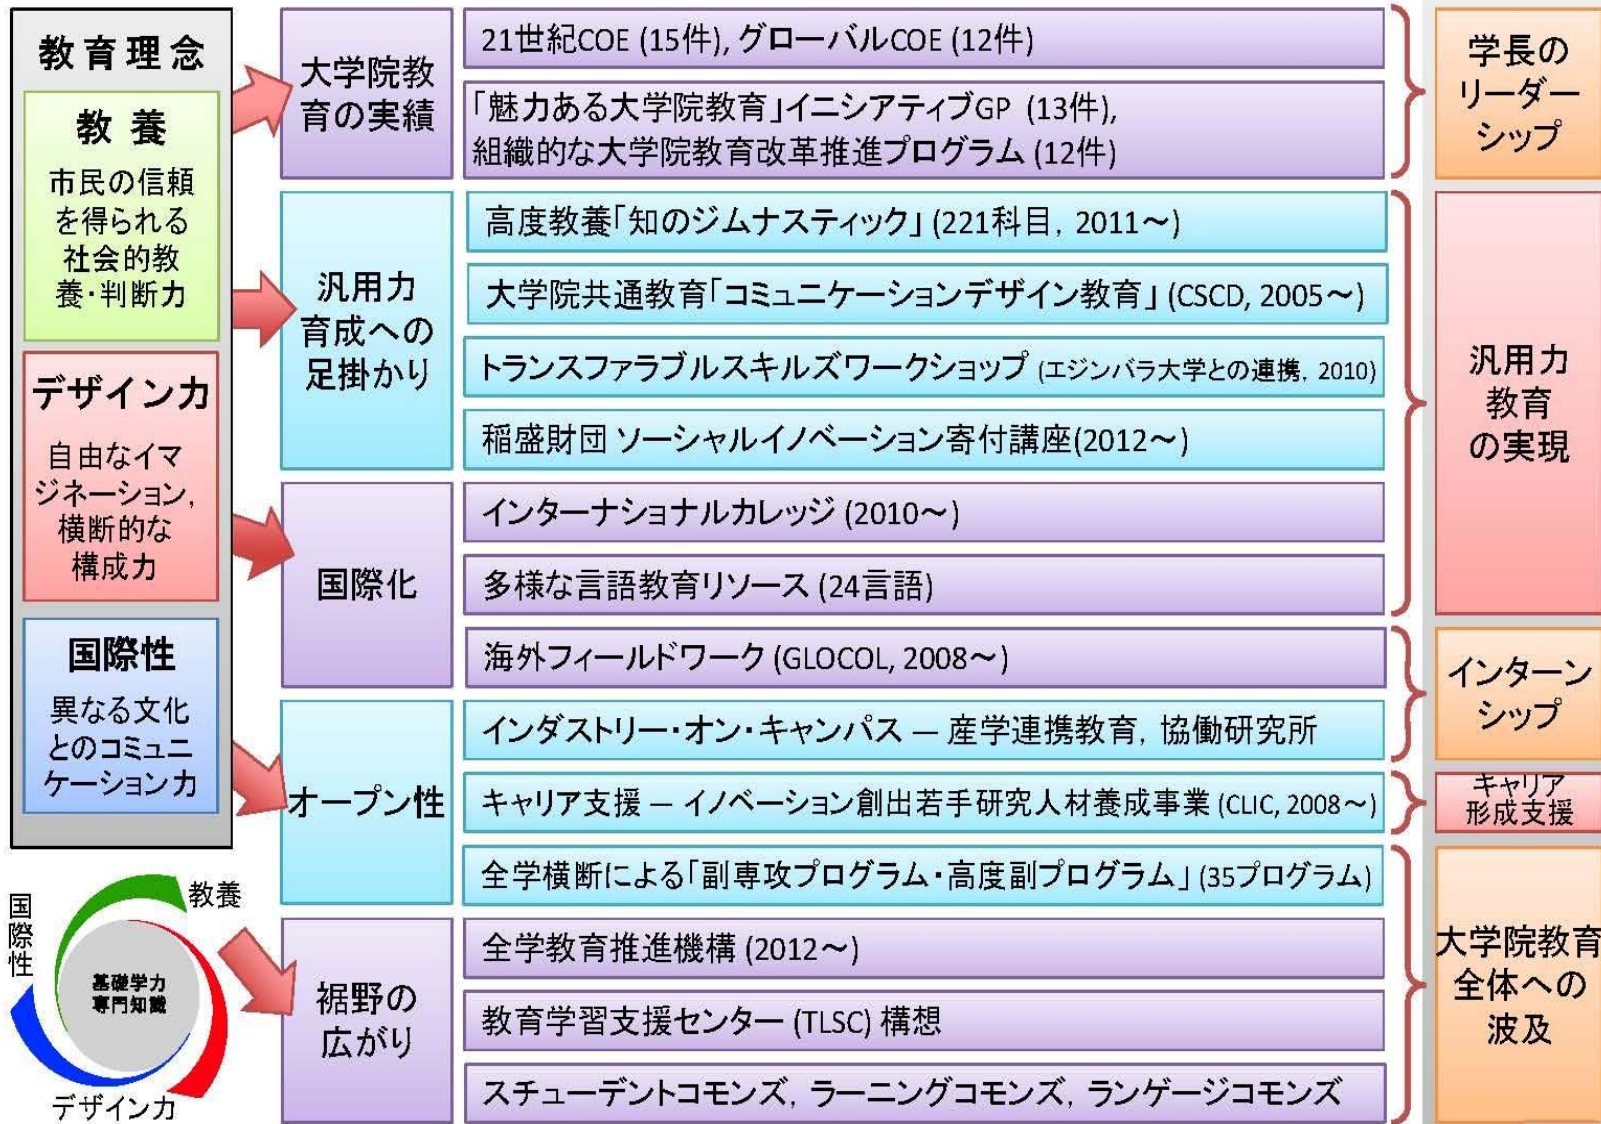 教育理念
教 養
市民の信頼
を得られる
社会的教
養・判断力
デザイン力
自由なイマ
ジネーション,
横断的な
構成力
国際性
異なる文化
とのコミュニ
ケーション力
国際性
教養
基礎学力
専門知識
デザイン力
大学院教
育の実績
21世紀COE (15件), グローバルCOE (12件)
「魅力ある大学院教育」イニシアティブGP (13件),
組織的な大学院教育改革推進プログラム (12件)
汎用力
育成への
足掛かり
高度教養「知のジムナスティック」 (221科目, 2011～)
大学院共通教育「コミュニケーションデザイン教育」 (CSCD, 2005～)
トランスファラブルスキルズワークショップ (エジンバラ大学との連携, 2010)
稲盛財団 ソーシャルイノベーション寄付講座(2012～)
国際化
インターナショナルカレッジ (2010～)
多様な言語教育リソース (24言語)
海外フィールドワーク (GLOCOL, 2008～)
オープン性
インダストリー・オン・キャンパス — 産学連携教育, 協働研究所
キャリア支援 — イノベーション創出若手研究人材養成事業 (CLIC, 2008～)
全学横断による「副専攻プログラム・高度副プログラム」 (35プログラム)
裾野の
広がり
全学教育推進機構 (2012～)
教育学習支援センター (TLSC) 構想
スチューデントコモンズ, ラーニングコモンズ, ランゲージコモンズ
学長の
リーダー
シップ
汎用力
教育
の実現
インターン
シップ
キャリア
形成支援
大学院教育
全体への
波及